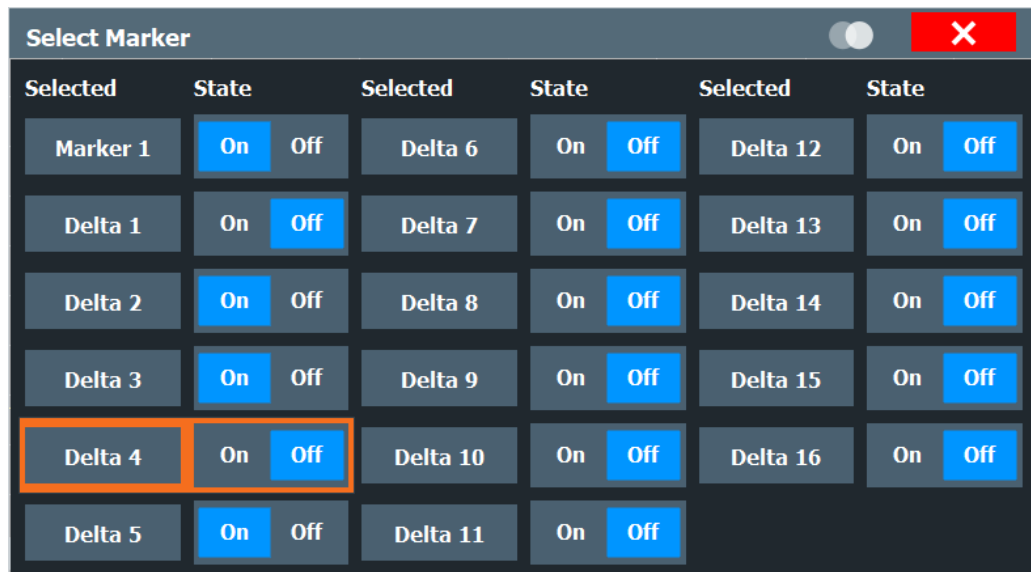 Select Marker
Selected State Selected State Selected State
Marker 1 On Off Delta 6 On Off Delta 12 On Off
Delta 1 On Off Delta 7 On Off Delta 13 On Off
Delta 2 On Off Delta 8 On Off Delta 14 On Off
Delta 3 On Off Delta 9 On Off Delta 15 On Off
Delta 4 On Off Delta 10 On Off Delta 16 On Off
Delta 5 On Off Delta 11 On Off